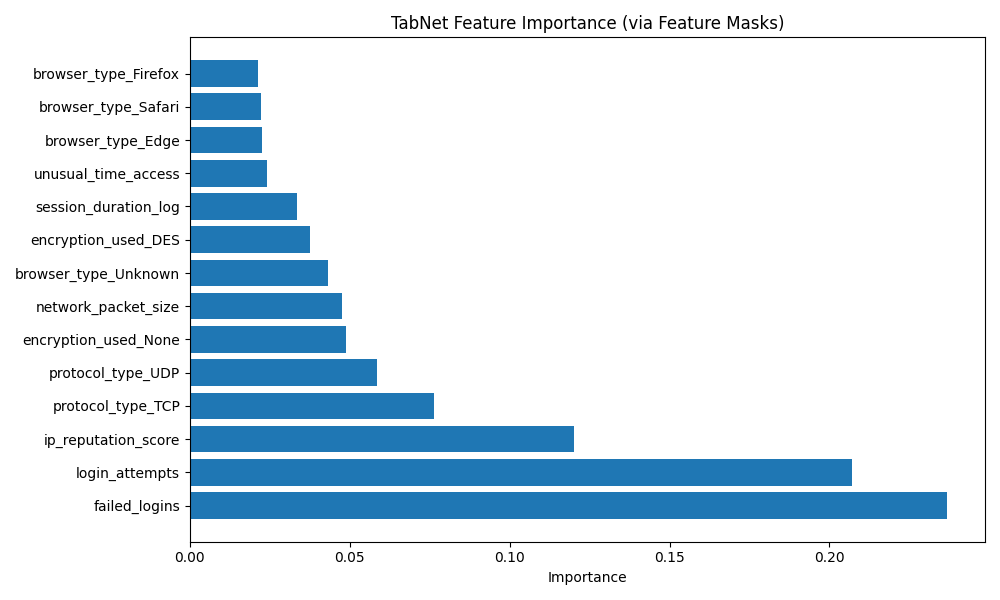 TabNet Feature Importance (via Feature Masks)
browser_type_Firefox
browser_type_Safari
browser_type_Edge
unusual_time_access
session_duration_log
encryption_used_DES
browser_type_Unknown
network_packet_size
encryption_used_None
protocol_type_UDP
protocol_type_TCP
ip_reputation_score
login_attempts
failed_logins
0.00 0.05 0.10 0.15 0.20
Importance